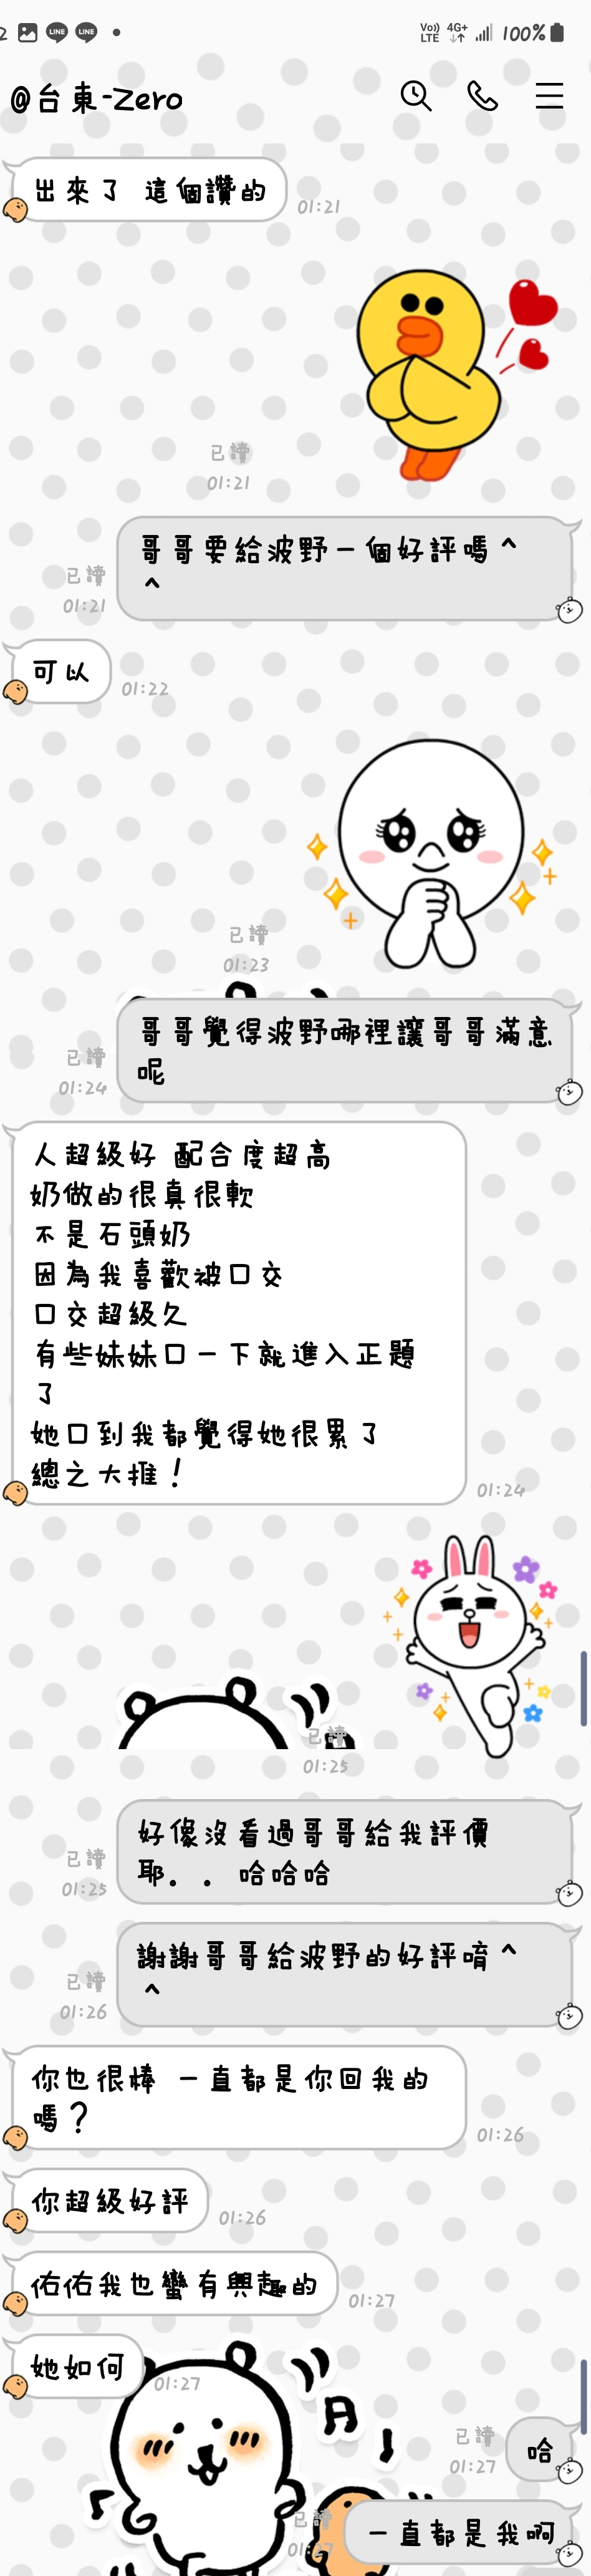 2
LINE
LINE
Vo))
LTE
4G+
100%
@台東-Zero
出來了 這個讚的
01:21
已讀
01:21
哥哥要給波野一個好評嗎^
^
已讀
01:21
可以
01:22
已讀
01:23
哥哥覺得波野哪裡讓哥哥滿意
呢
已讀
01:24
人超級好 配合度超高
奶做的很真很軟
不是石頭奶
因為我喜歡被口交
口交超級久
有些妹妹口一下就進入正題
了
她口到我都覺得她很累了
總之大推！
01:24
已讀
01:25
好像沒看過哥哥給我評價
耶．．哈哈哈
已讀
01:25
謝謝哥哥給波野的好評唷^
^
已讀
01:26
你也很棒 一直都是你回我的
嗎？
01:26
你超級好評
01:26
佑佑我也蠻有興趣的
01:27
她如何
01:27
哈
已讀
01:27
一直都是我啊
已讀
01:27